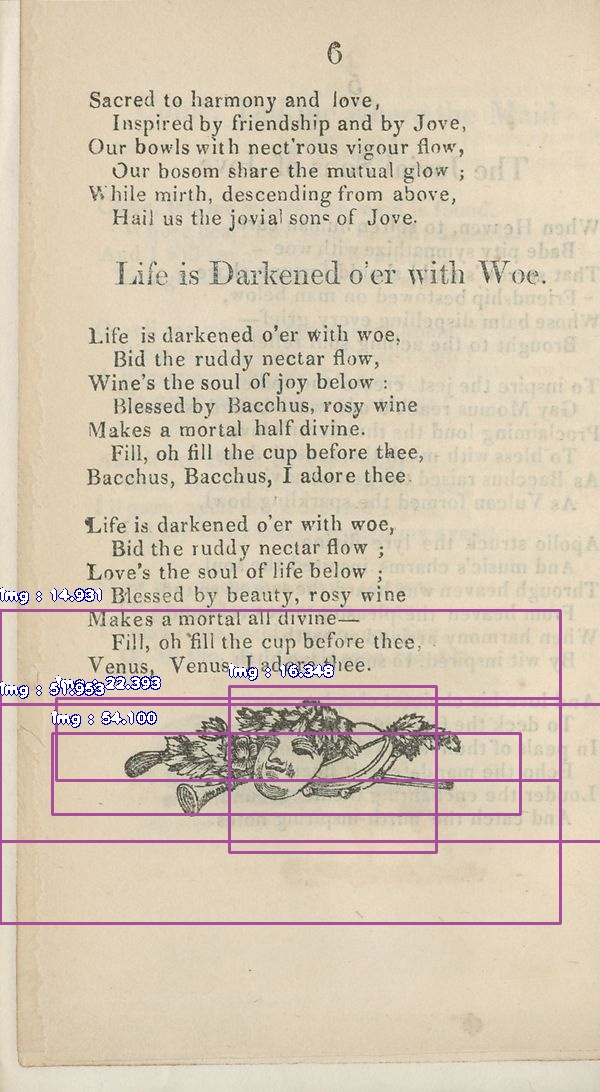 6
Sacred to harmony and love,
Inspired by friendship and by Jove,
Our bowls with nect'rous vigour flow,
Our bosom share the mutual glow ;
While mirth, descending from above,
Hail us the jovial sons of Jove.
Life is Darkened o'er with Woe.
Life is darkened o'er with woe,
Bid the ruddy nectar flow,
Wine's the soul of joy below :
Blessed by Bacchus, rosy wine
Makes a mortal half divine.
Fill, oh fill the cup before thee,
Bacchus, Bacchus, I adore thee.
Life is darkened o'er with woe,
Bid the ruddy nectar flow ;
Love's the soul of life below ;
Blessed by beauty, rosy wine
img : 14.931
Makes a mortal all divine—
Fill, oh fill the cup before thee,
Venus, Venus, I adore thee.
img : 16.348
img : 22.393
img : 51.953
img : 54.100